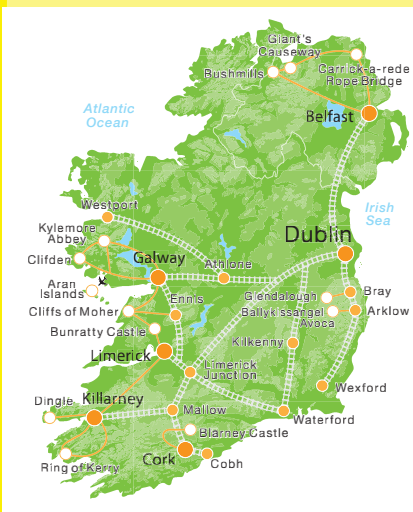 Giant's
Causeway
Bushmills
Carrick-a-rede
Rope Bridge
Atlantic
Ocean
Belfast
Westport
Irish
Sea
Kylemore
Abbey
Dublin
Clifden
Galway
Athlone
Aran
Islands
Ennis
Glendalough
Bray
Cliffs of Moher
Ballykissangel
Avoca
Arklow
Bunratty Castle
Kilkenny
Limerick
Limerick
Junction
Wexford
Dingle
Killarney
Mallow
Waterford
Blarney Castle
Ring of Kerry
Cork
Cobh